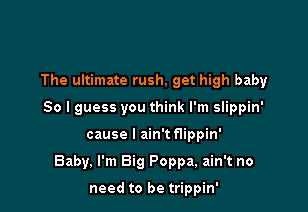 The ultimate rush, get high baby
So I guess you think I'm slippin'
cause I ain't flippin'
Baby, I'm Big Poppa, ain't no
need to be trippin'